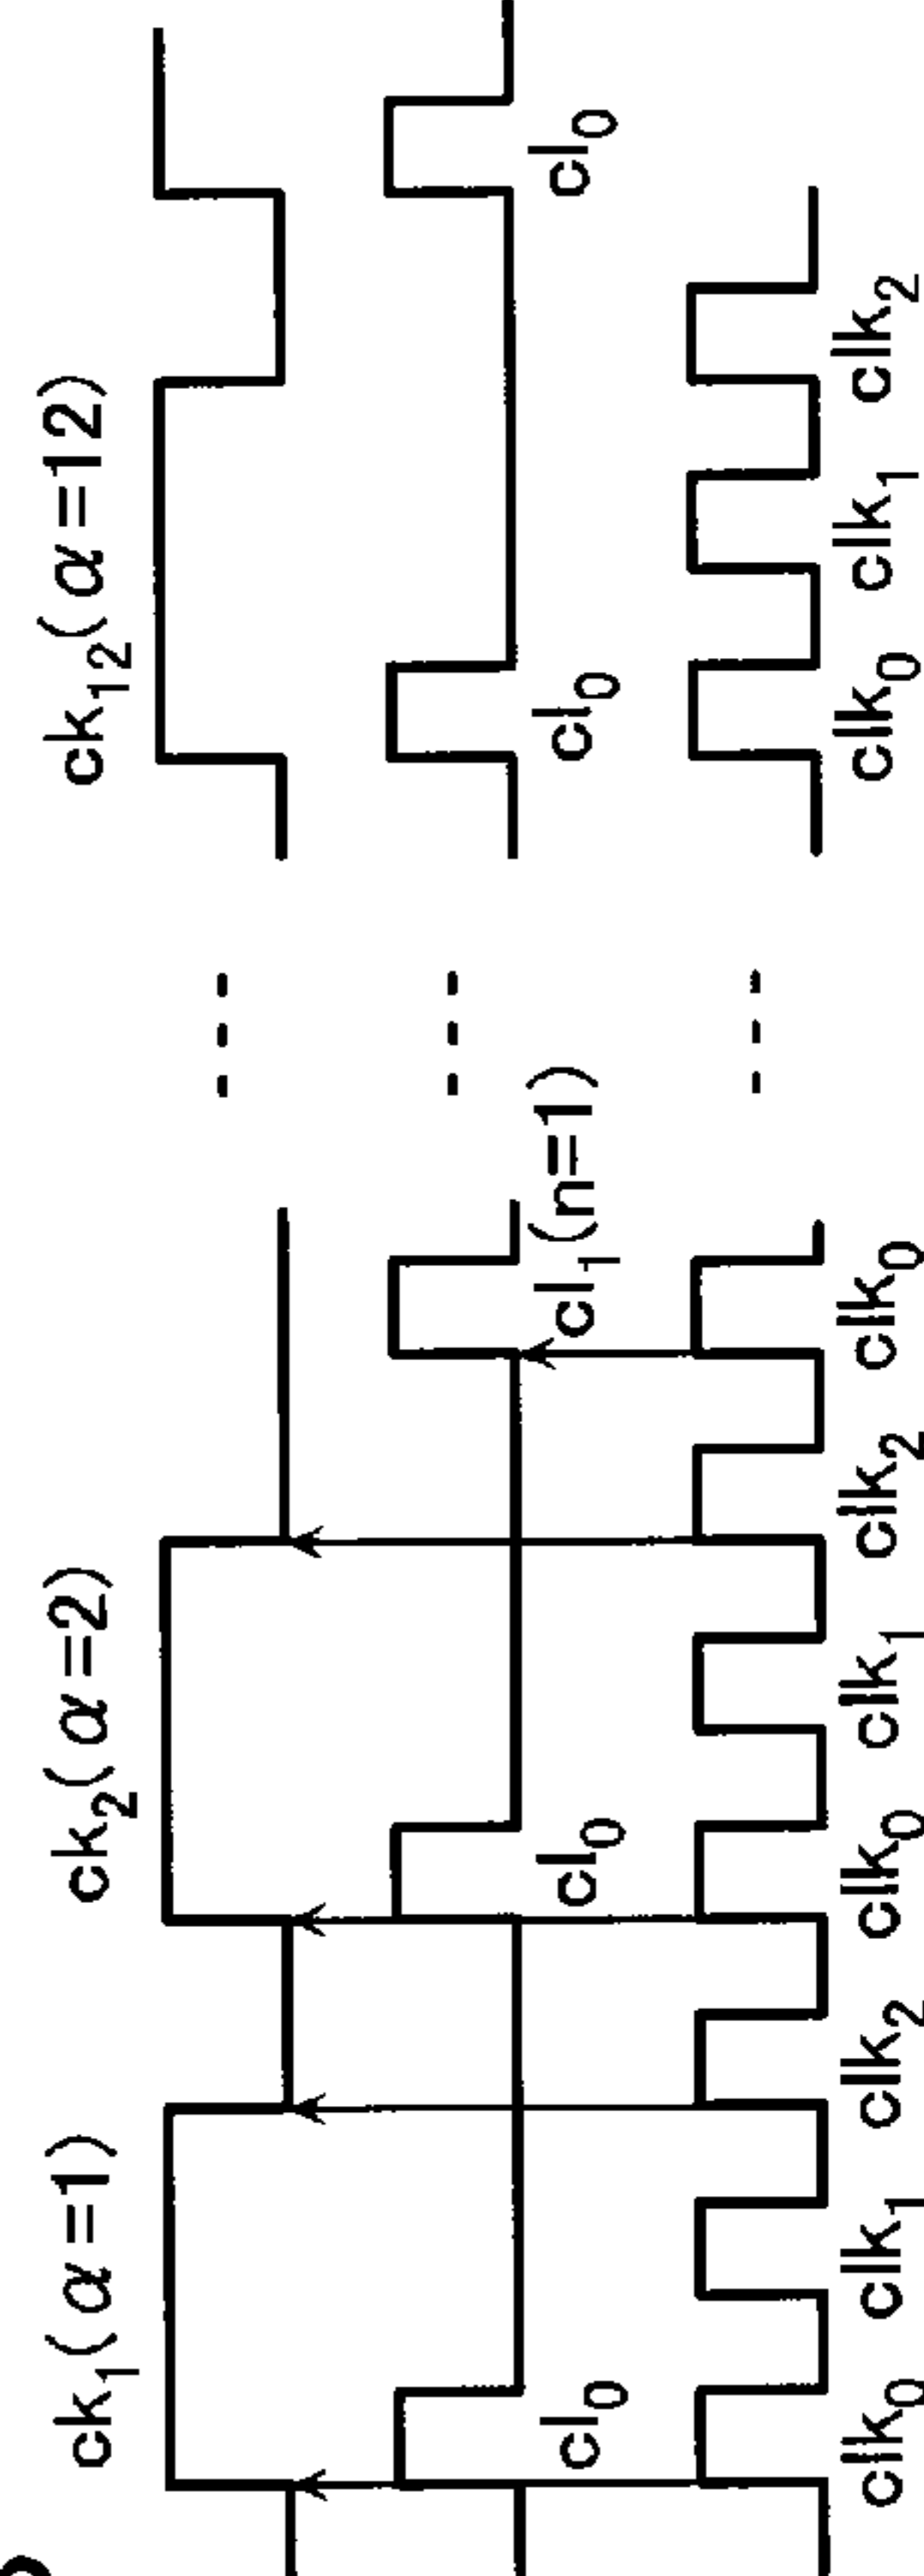 ck₁(α=1) ck₂(α=2) ck₁₂(α=12)
cl₀ cl₀ cl₁(n=1) cl₀ cl₀
clk₀ clk₁ clk₂ clk₀ clk₁ clk₂ clk₀ clk₀ clk₁ clk₂